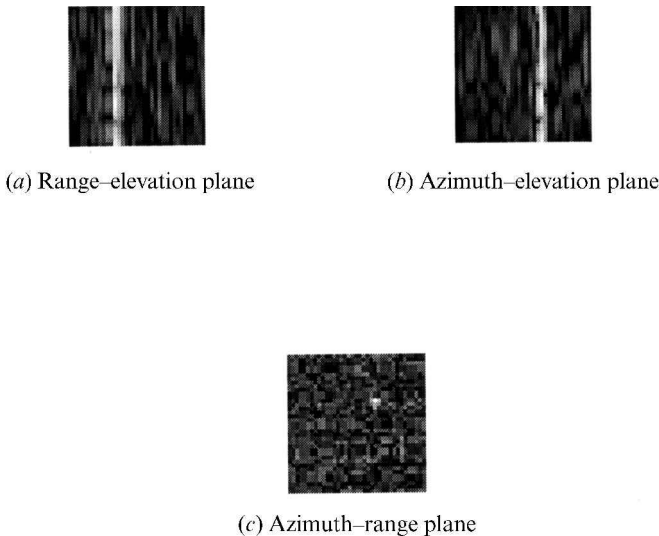 (a) Range–elevation plane
(b) Azimuth–elevation plane
(c) Azimuth–range plane